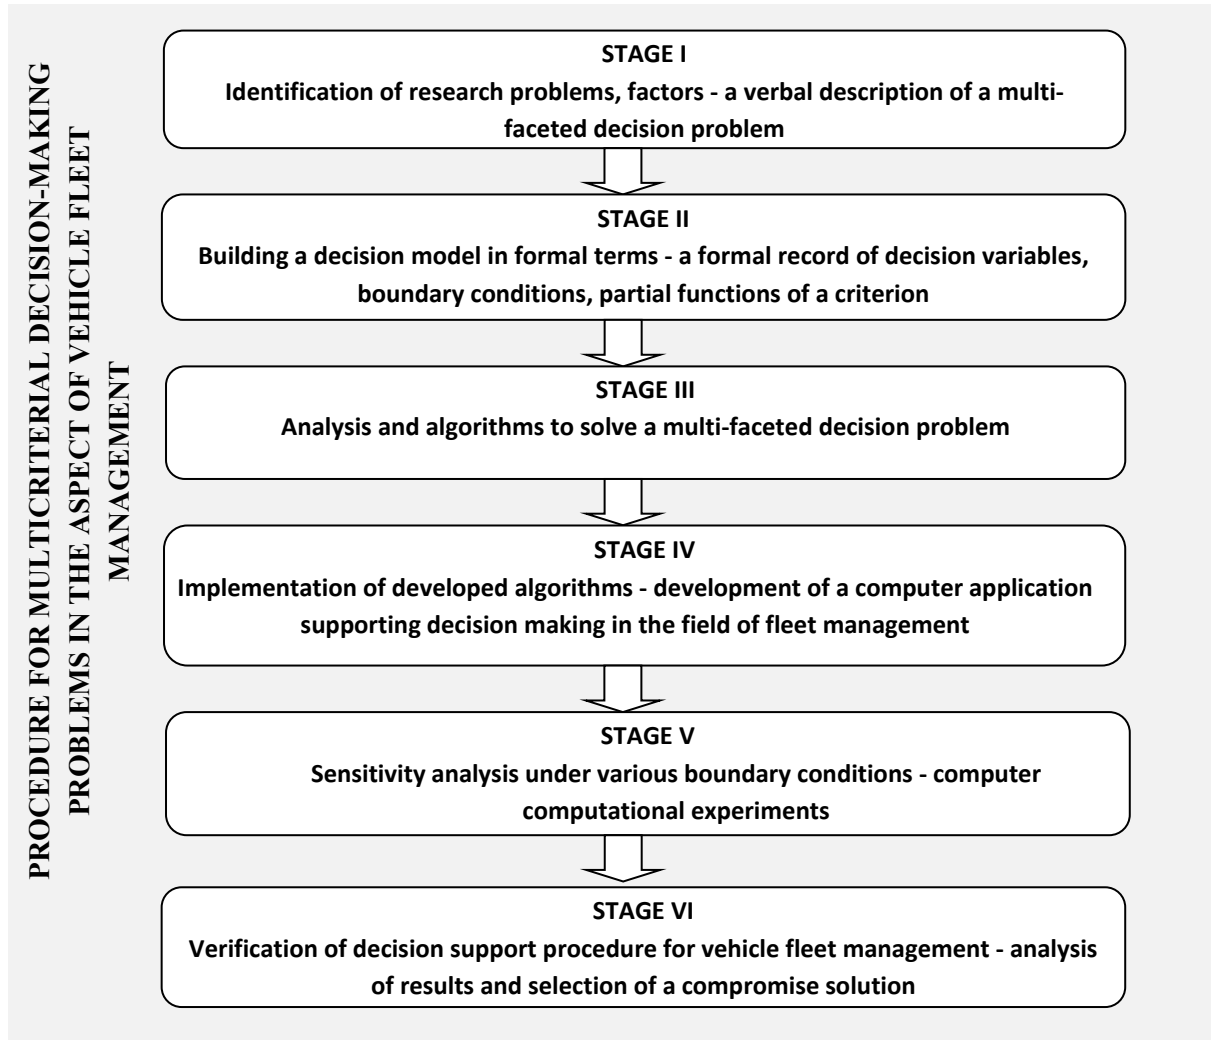 PROCEDURE FOR MULTICRITERIAL DECISION-MAKING
PROBLEMS IN THE ASPECT OF VEHICLE FLEET
MANAGEMENT
STAGE I
Identification of research problems, factors - a verbal description of a multi-
faceted decision problem
STAGE II
Building a decision model in formal terms - a formal record of decision variables,
boundary conditions, partial functions of a criterion
STAGE III
Analysis and algorithms to solve a multi-faceted decision problem
STAGE IV
Implementation of developed algorithms - development of a computer application
supporting decision making in the field of fleet management
STAGE V
Sensitivity analysis under various boundary conditions - computer
computational experiments
STAGE VI
Verification of decision support procedure for vehicle fleet management - analysis
of results and selection of a compromise solution